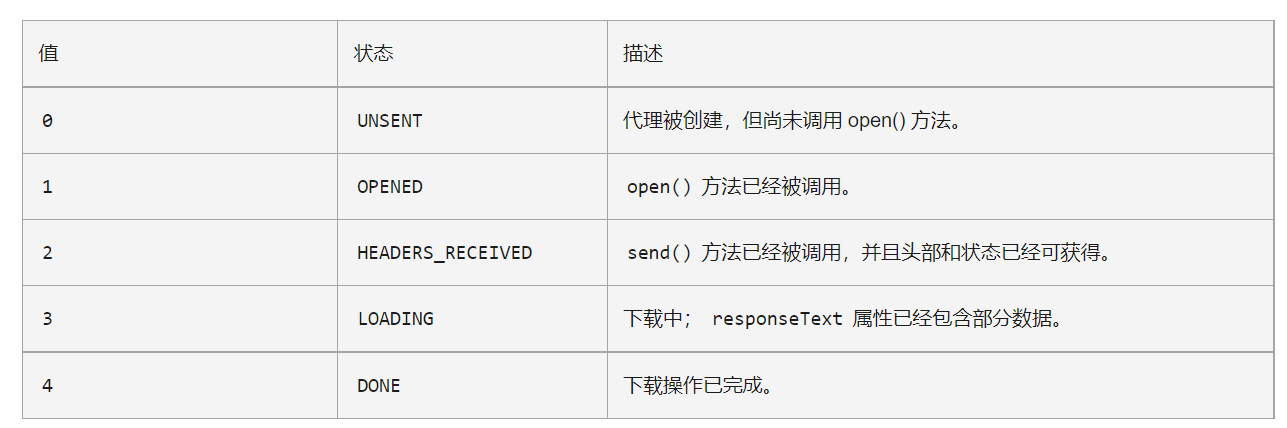 值 状态 描述
0 UNSENT 代理被创建，但尚未调用 open() 方法。
1 OPENED open() 方法已经被调用。
2 HEADERS_RECEIVED send() 方法已经被调用，并且头部和状态已经可获得。
3 LOADING 下载中； responseText 属性已经包含部分数据。
4 DONE 下载操作已完成。